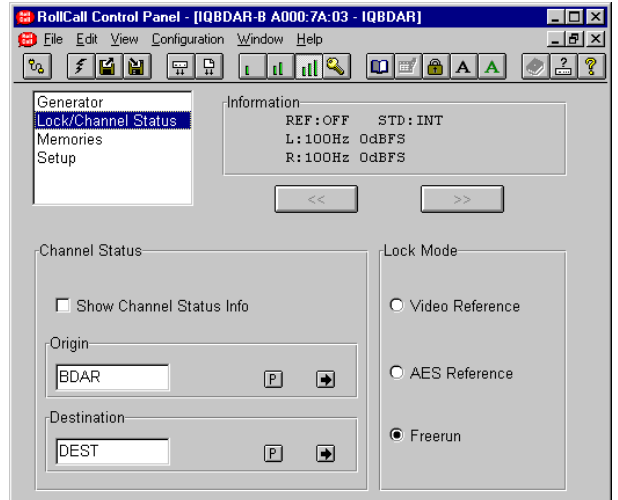 RollCall Control Panel - [IQBDAR-B A000:7A:03 - IQBDAR]
File Edit View Configuration Window Help
A A ?
Generator
Lock/Channel Status
Memories
Setup
Information
REF:OFF STD:INT
L:100Hz 0dBFS
R:100Hz 0dBFS
<< >>
Channel Status
Show Channel Status Info
Origin
BDAR P
Destination
DEST P
Lock Mode
Video Reference
AES Reference
Freerun